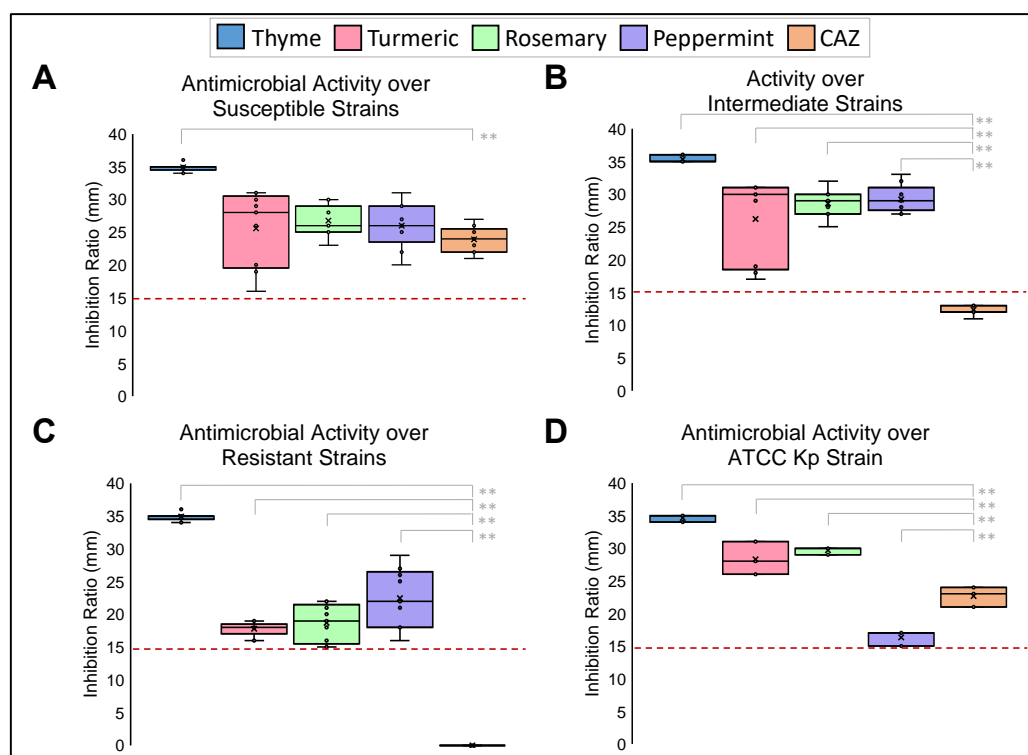 Thyme Turmeric Rosemary Peppermint CAZ
A
Antimicrobial Activity over
Susceptible Strains
Inhibition Ratio (mm)
40
35
30
25
20
15
10
5
0
**
B
Activity over
Intermediate Strains
Inhibition Ratio (mm)
40
35
30
25
20
15
10
5
0
**
**
**
**
C
Antimicrobial Activity over
Resistant Strains
Inhibition Ratio (mm)
40
35
30
25
20
15
10
5
0
**
**
**
**
D
Antimicrobial Activity over
ATCC Kp Strain
Inhibition Ratio (mm)
40
35
30
25
20
15
10
5
0
**
**
**
**